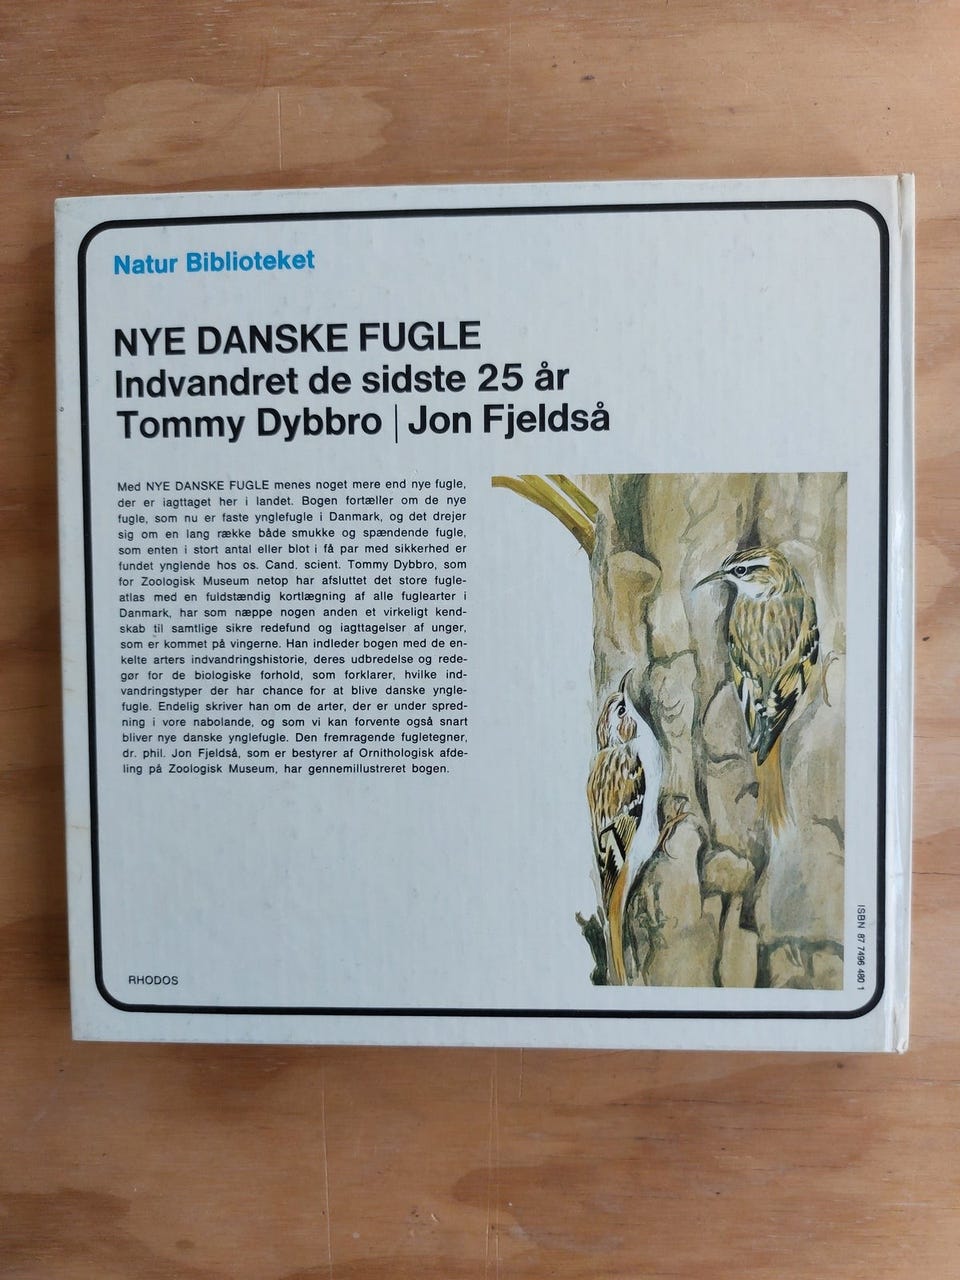 Natur Biblioteket
NYE DANSKE FUGLE
Indvandret de sidste 25 år
Tommy Dybbro | Jon Fjeldså
Med NYE DANSKE FUGLE menes noget mere end nye fugle,
der er iagttaget her i landet. Bogen fortæller om de nye
fugle, som nu er faste ynglefugle i Danmark, og det drejer
sig om en lang række både smukke og spændende fugle,
som enten i stort antal eller blot i få par med sikkerhed er
fundet ynglende hos os. Cand. scient. Tommy Dybbro, som
for Zoologisk Museum netop har afsluttet det store fugle-
atlas med en fuldstændig kortlægning af alle fuglearter i
Danmark, har som næppe nogen anden et virkeligt kend-
skab til samtlige sikre redefund og iagttagelser af unger,
som er kommet på vingerne. Han indleder bogen med de en-
kelte arters indvandringshistorie, deres udbredelse og rede-
gør for de biologiske forhold, som forklarer, hvilke ind-
vandringstyper der har chance for at blive danske yngle-
fugle. Endelig skriver han om de arter, der er under spred-
ning i vore nabolande, og som vi kan forvente også snart
bliver nye danske ynglefugle. Den fremragende fugletegner,
dr. phil. Jon Fjeldså, som er bestyrer af Ornithologisk afde-
ling på Zoologisk Museum, har gennemillustreret bogen.
RHODOS
ISBN 87 7496 480 1